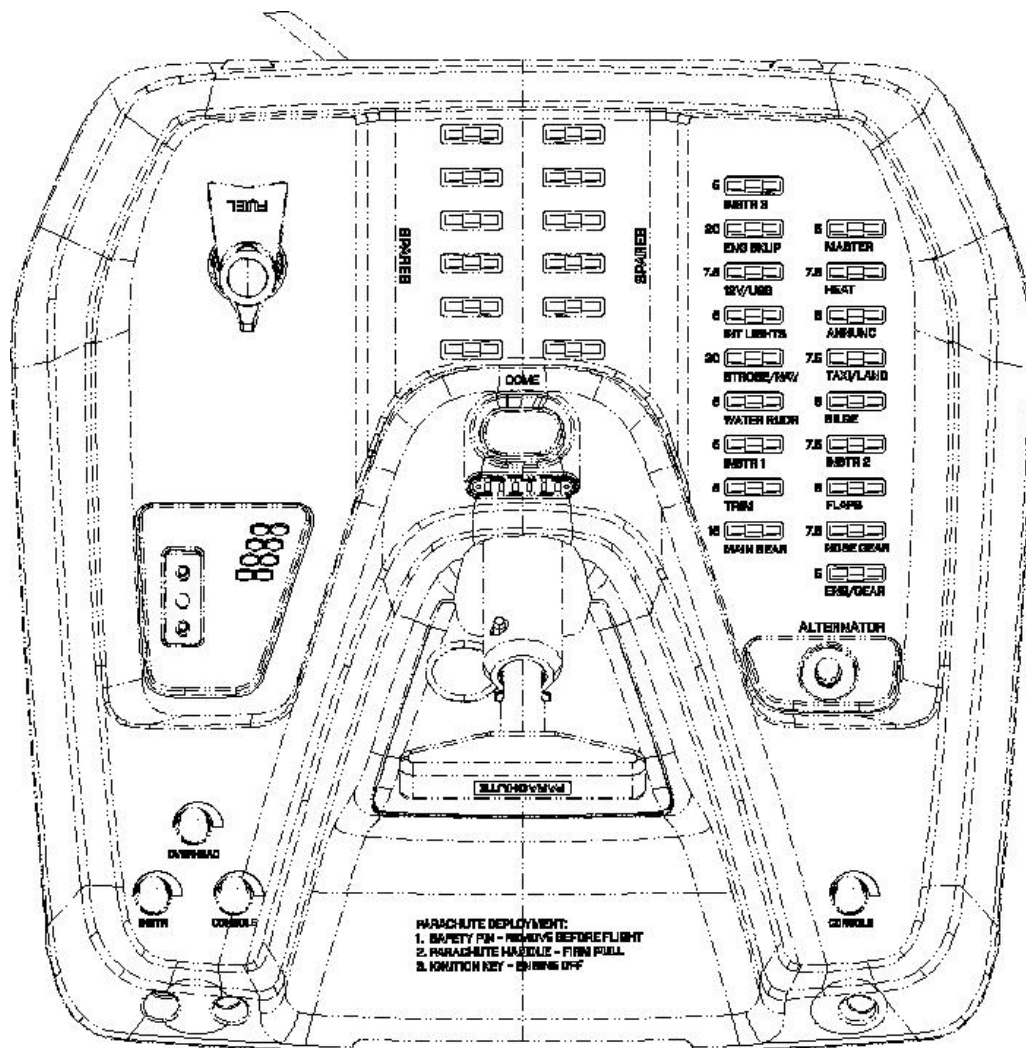 FUEL
SPARES
SPARES
5
INSTR 3
20
ENG BKUP
5
MASTER
7.5
12V/USB
7.5
HEAT
5
INT LIGHTS
5
ANNUNC
20
STROBE/NAV
7.5
TAXI/LAND
DOME
5
WATER RUDR
5
BILGE
5
INSTR 1
7.5
INSTR 2
5
TRIM
5
FLAPS
15
MAIN GEAR
7.5
NOSE GEAR
5
ENG/GEAR
ALTERNATOR
PARACHUTE
OVERHEAD
INSTR
CONSOLE
CONSOLE
PARACHUTE DEPLOYMENT:
1. SAFETY PIN - REMOVE BEFORE FLIGHT
2. PARACHUTE HANDLE - FIRM PULL
3. IGNITION KEY - ENGINE OFF